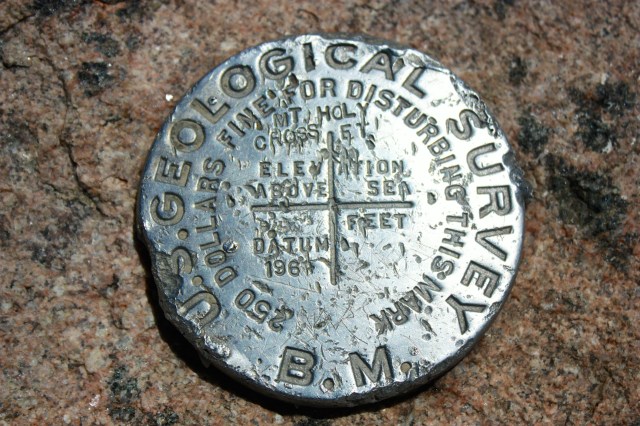 U.S. GEOLOGICAL SURVEY
250 DOLLARS FINE FOR DISTURBING THIS MARK
MT. HOLY
CROSS E.T.
ELEVATION
ABOVE SEA
FEET
DATUM
1961
B.M.